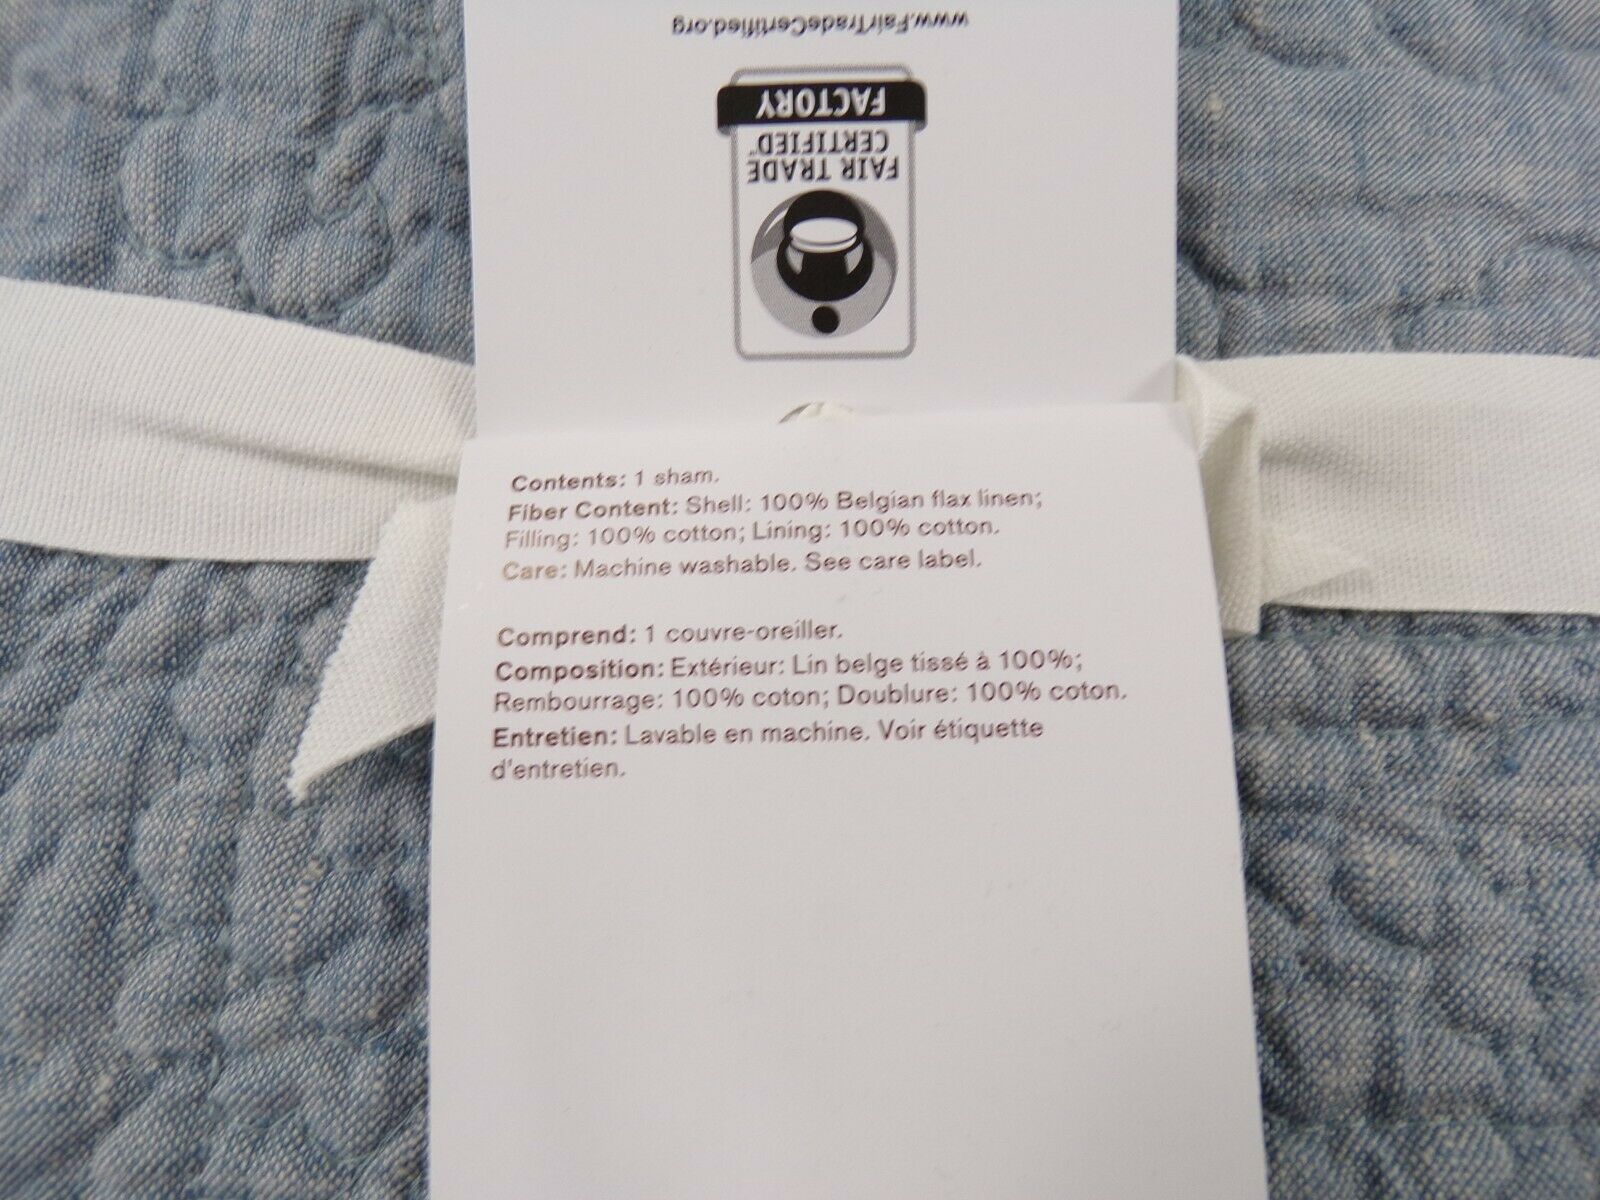 www.FairTradeCertified.org
FACTORY
CERTIFIED™
FAIR TRADE
Contents: 1 sham.
Fiber Content: Shell: 100% Belgian flax linen;
Filling: 100% cotton; Lining: 100% cotton.
Care: Machine washable. See care label.
Comprend: 1 couvre-oreiller.
Composition: Extérieur: Lin belge tissé à 100%;
Rembourrage: 100% coton; Doublure: 100% coton.
Entretien: Lavable en machine. Voir étiquette
d'entretien.